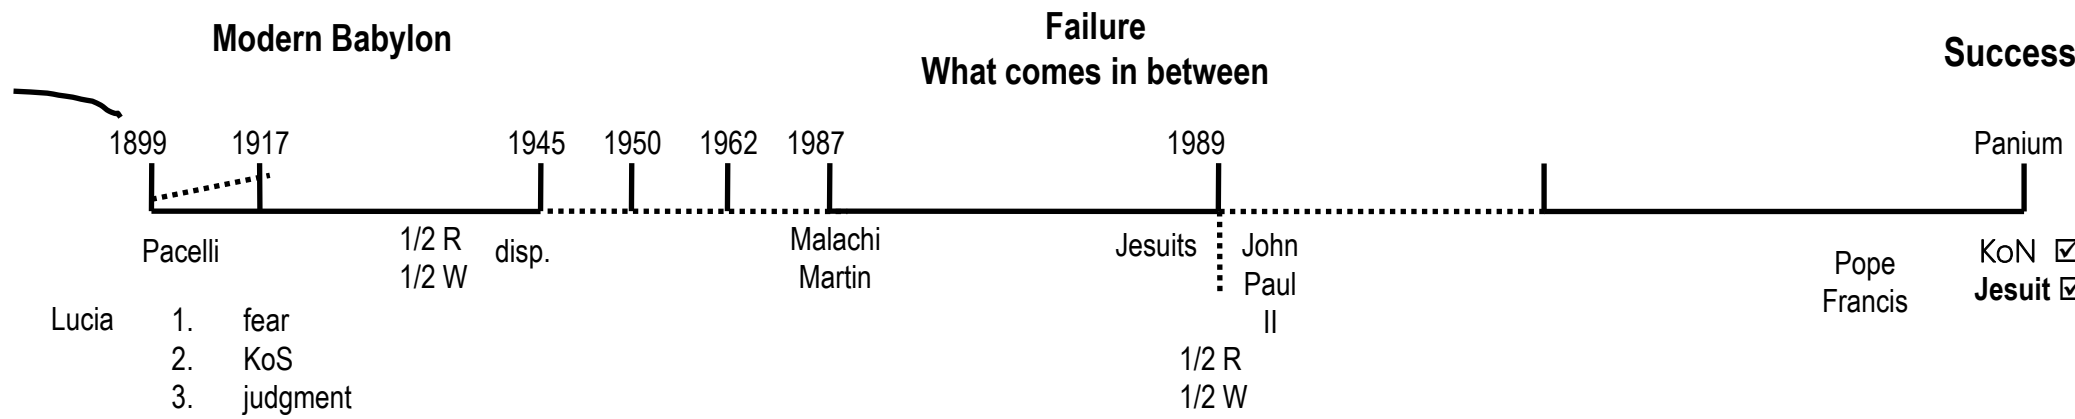 Modern Babylon
Failure
What comes in between
Success
1899 1917 1945 1950 1962 1987 1989 Panium
Pacelli
1/2 R
1/2 W
disp.
Malachi
Martin
Jesuits
John
Paul
II
Pope
Francis
KoN ☑
Jesuit ☑
Lucia 1. fear
2. KoS
3. judgment
1/2 R
1/2 W